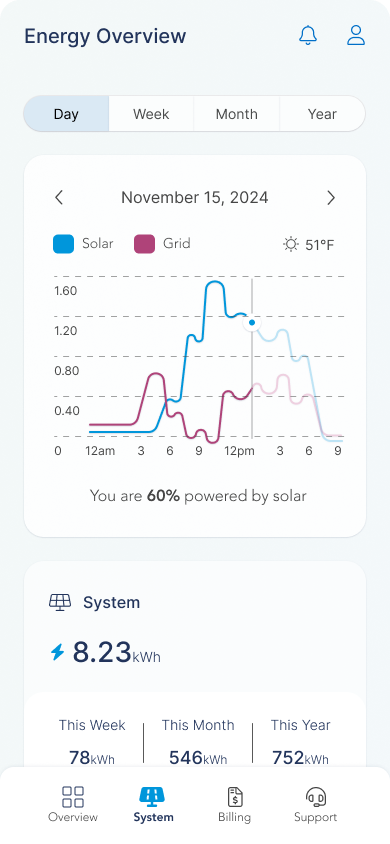 Energy Overview
Day Week Month Year
November 15, 2024
Solar Grid 51°F
1.60
1.20
0.80
0.40
0 12am 3 6 9 12pm 3 6 9
You are 60% powered by solar
System
8.23kWh
This Week This Month This Year
78kWh 546kWh 752kWh
Overview System Billing Support